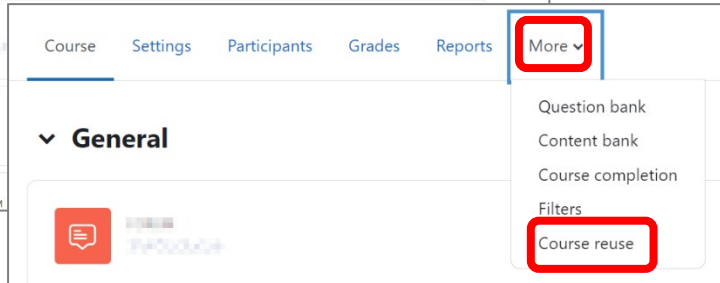 Course Settings Participants Grades Reports More
Question bank
General
Content bank
Course completion
Filters
Course reuse